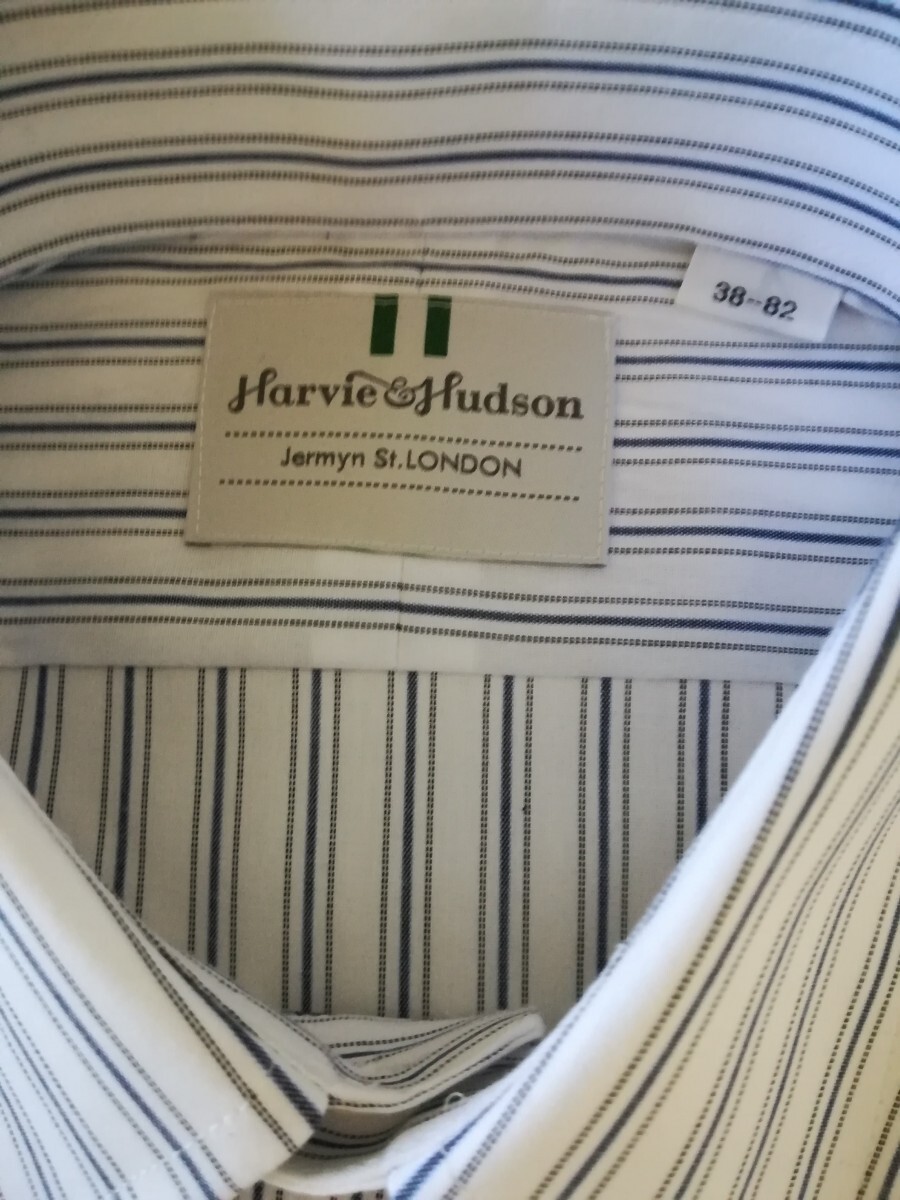 38--82
Harvie & Hudson
Jermyn St. LONDON